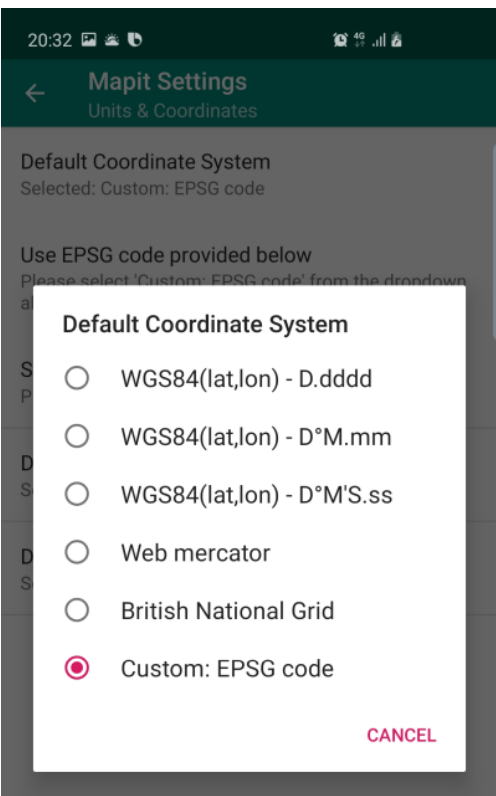 20:32
4G
Mapit Settings
Units & Coordinates
Default Coordinate System
Selected: Custom: EPSG code
Use EPSG code provided below
Please select 'Custom: EPSG code' from the dropdown
Default Coordinate System
WGS84(lat,lon) - D.dddd
WGS84(lat,lon) - D°M.mm
WGS84(lat,lon) - D°M'S.ss
Web mercator
British National Grid
Custom: EPSG code
CANCEL